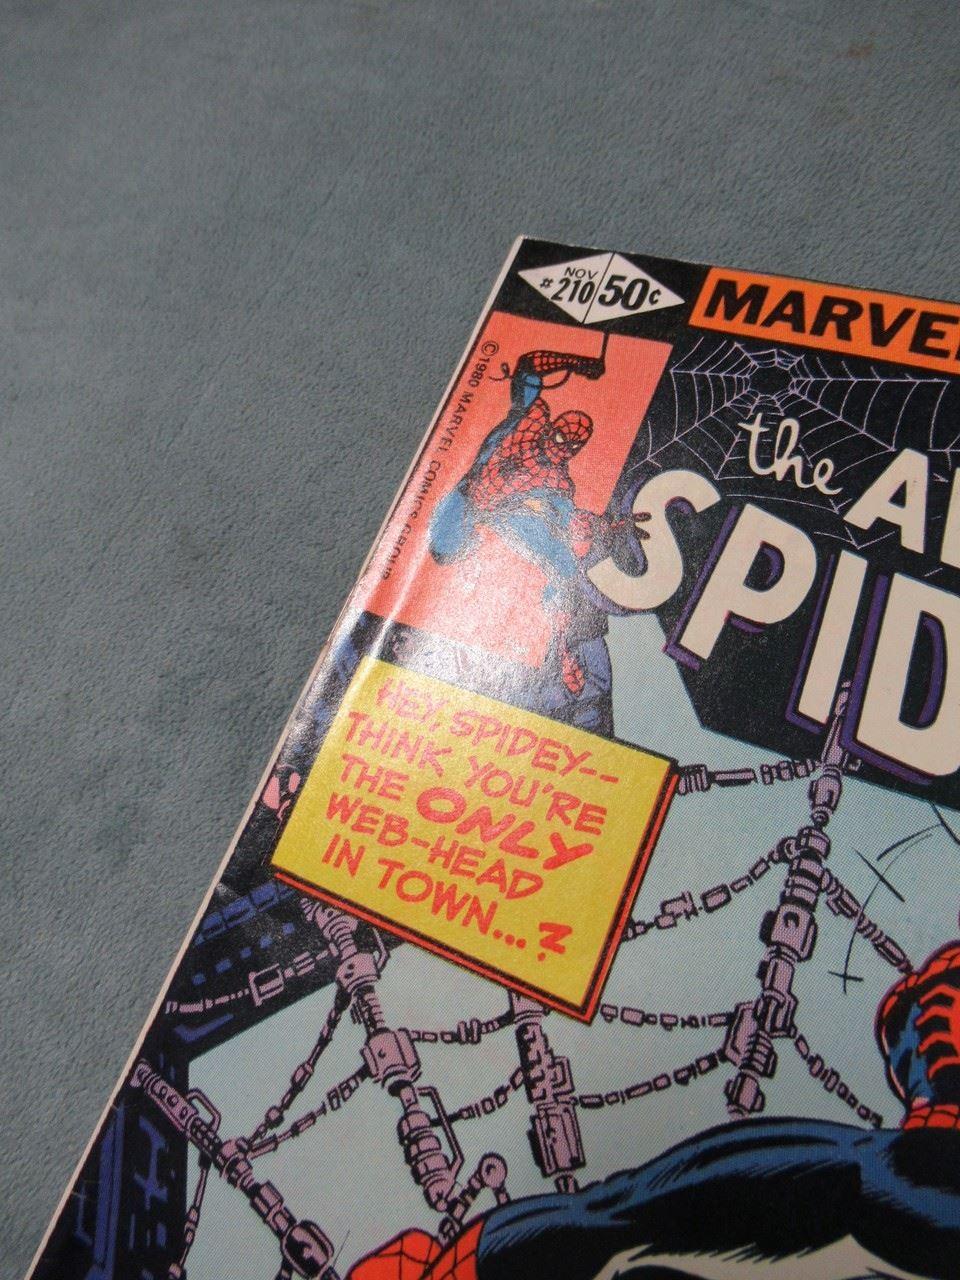 NOV
#210 50¢
MARVE
©1980 MARVEL COMICS GROUP
the A
SPID
HEY, SPIDEY--
THINK YOU'RE
THE ONLY
WEB-HEAD
IN TOWN...?